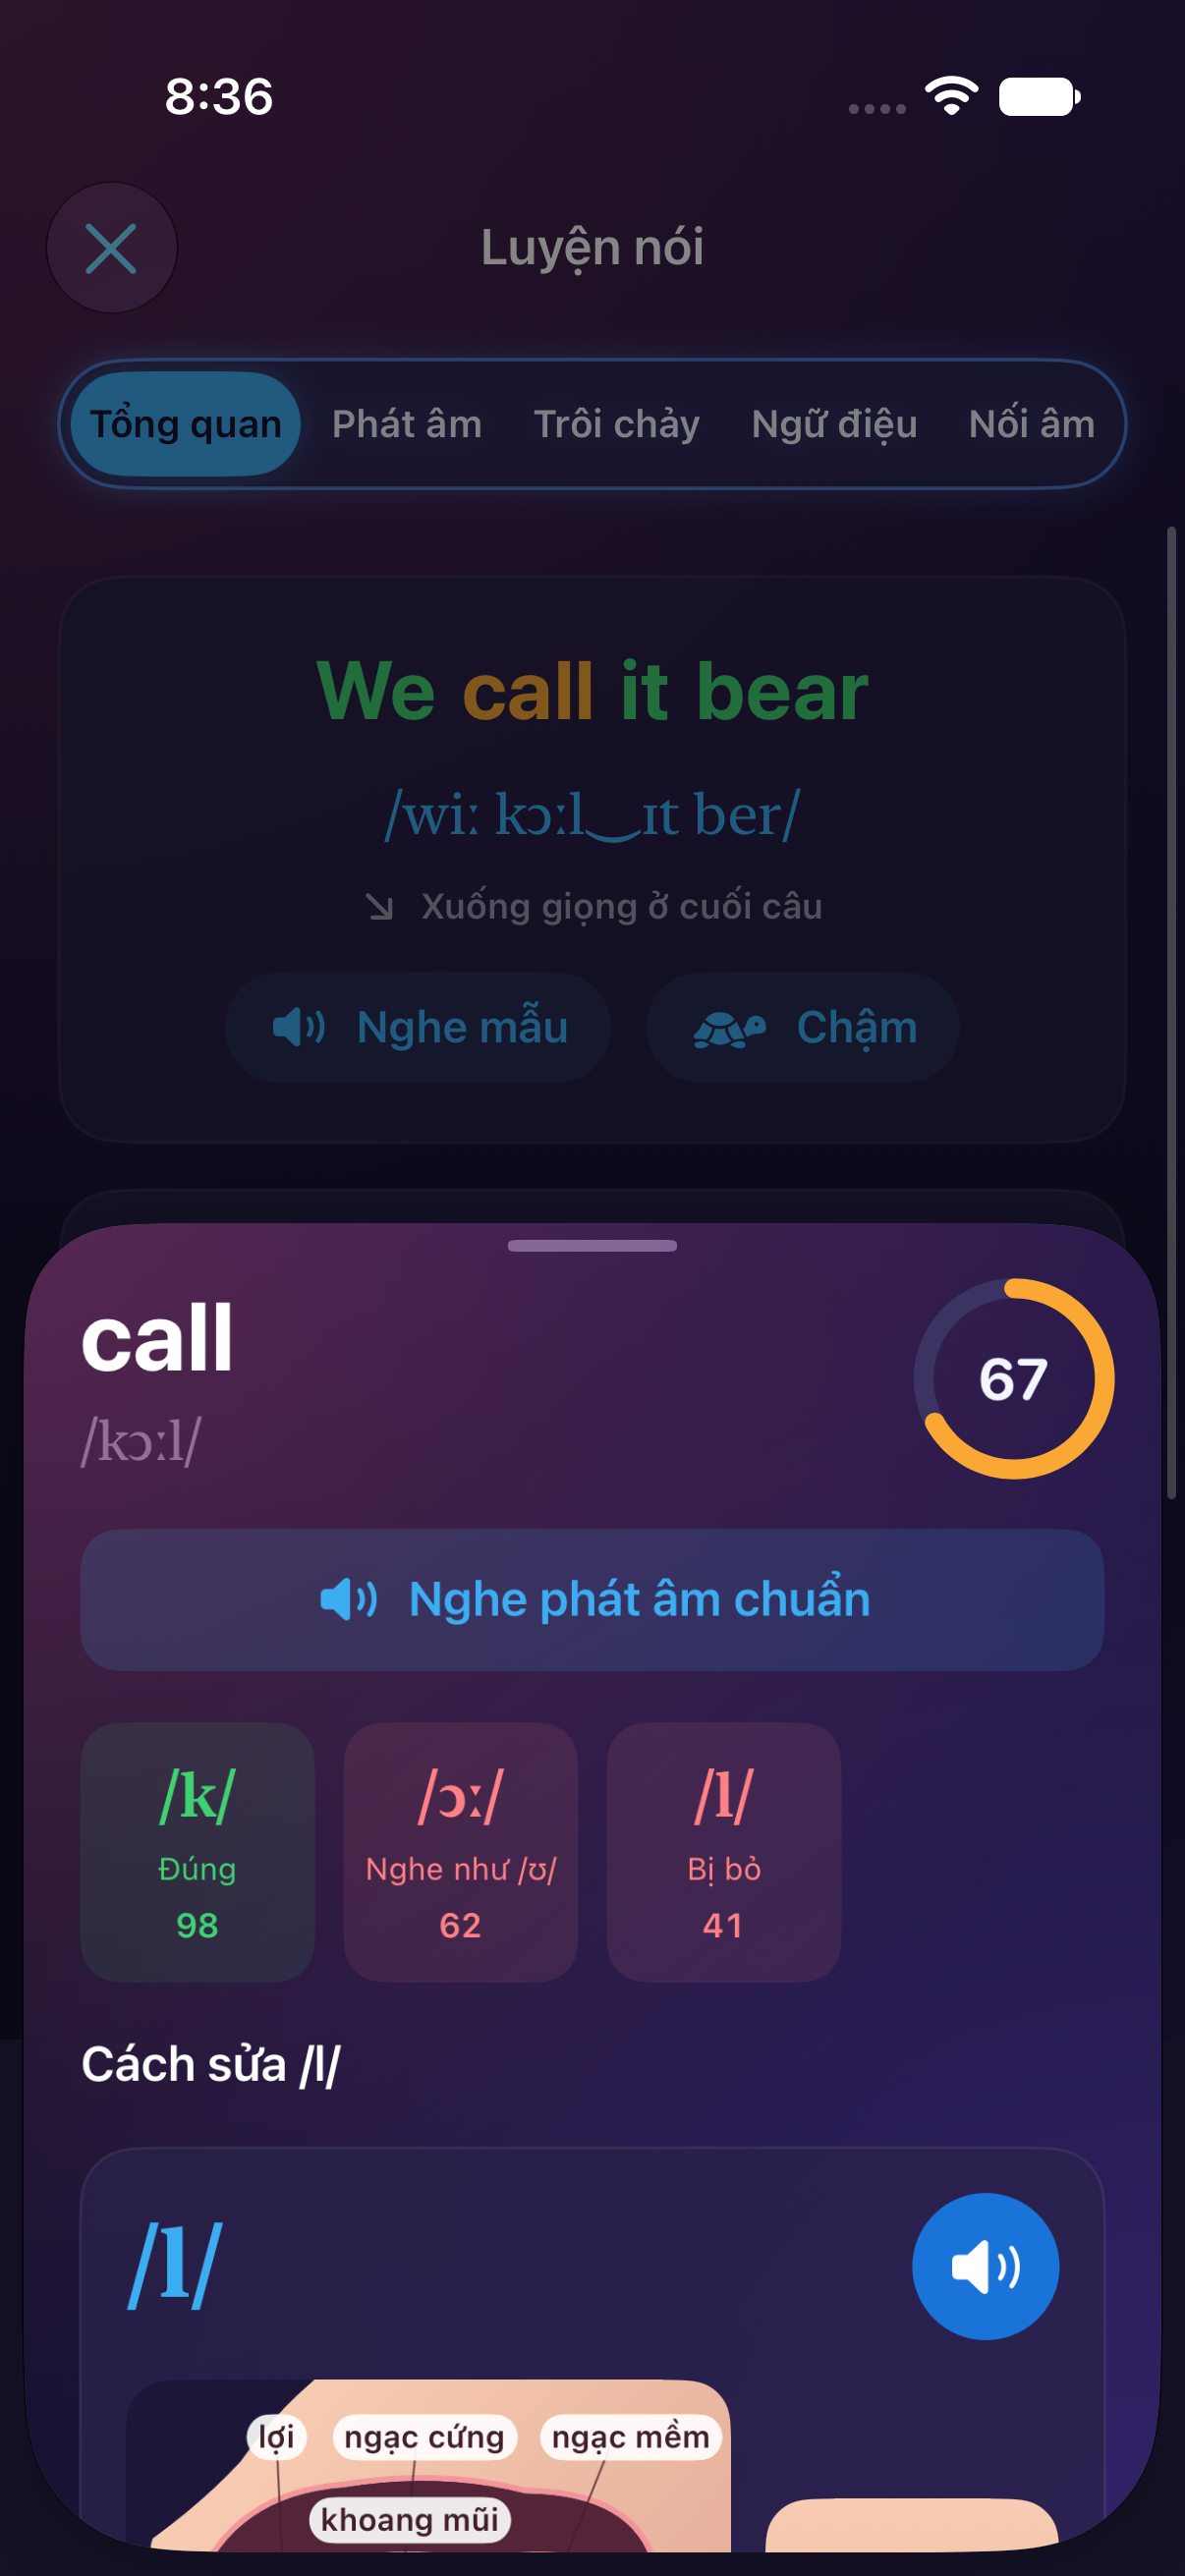 8:36
Luyện nói
Tổng quan Phát âm Trôi chảy Ngữ điệu Nối âm
We call it bear
/wiː kɔːl‿ɪt ber/
Xuống giọng ở cuối câu
Nghe mẫu Chậm
call
67
/kɔːl/
Nghe phát âm chuẩn
/k/ /ɔː/ /l/
Đúng Nghe như /ʊ/ Bị bỏ
98 62 41
Cách sửa /l/
/l/
lợi ngạc cứng ngạc mềm
khoang mũi